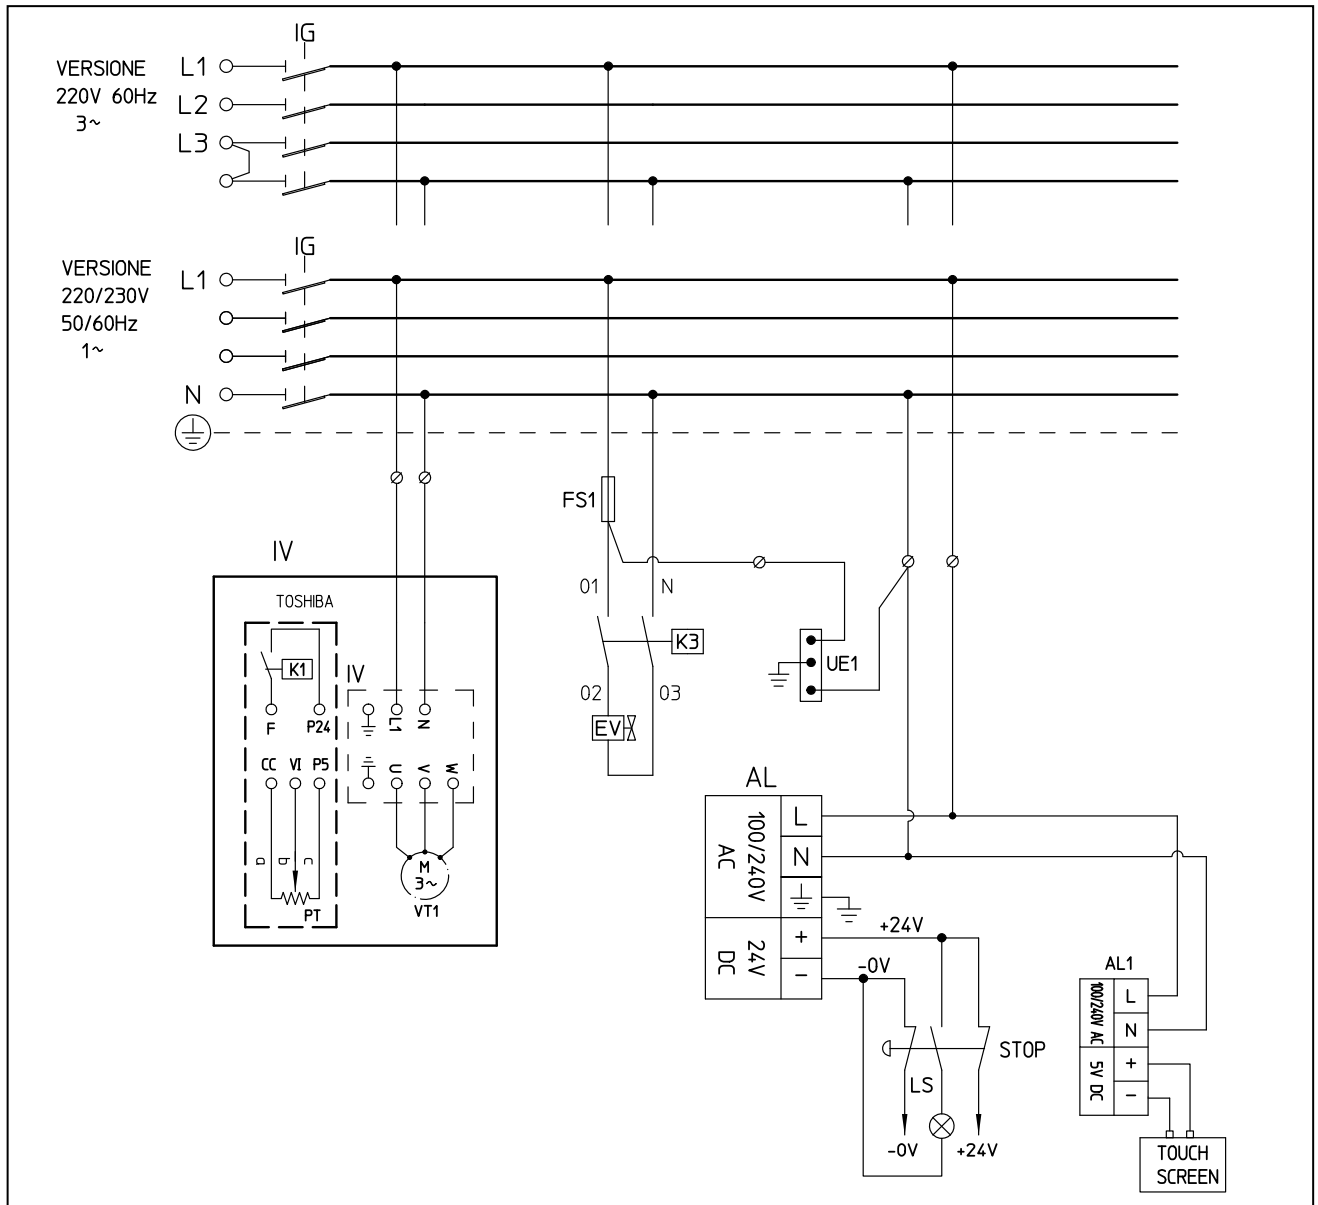 IG
VERSIONE
220V 60Hz
3~
L1
L2
L3
IG
VERSIONE
220/230V
50/60Hz
1~
L1
N
FS1
IV
01
N
TOSHIBA
K1
K3
IV
UE1
02
03
F
P24
L1
N
EV
CC
VI
P5
U
V
W
AL
a
b
c
M
3~
PT
VT1
100/240V
AC
L
N
24V
DC
+
-
+24V
-0V
AL1
100/240V AC
L
N
5V DC
+
-
STOP
LS
-0V
+24V
TOUCH
SCREEN